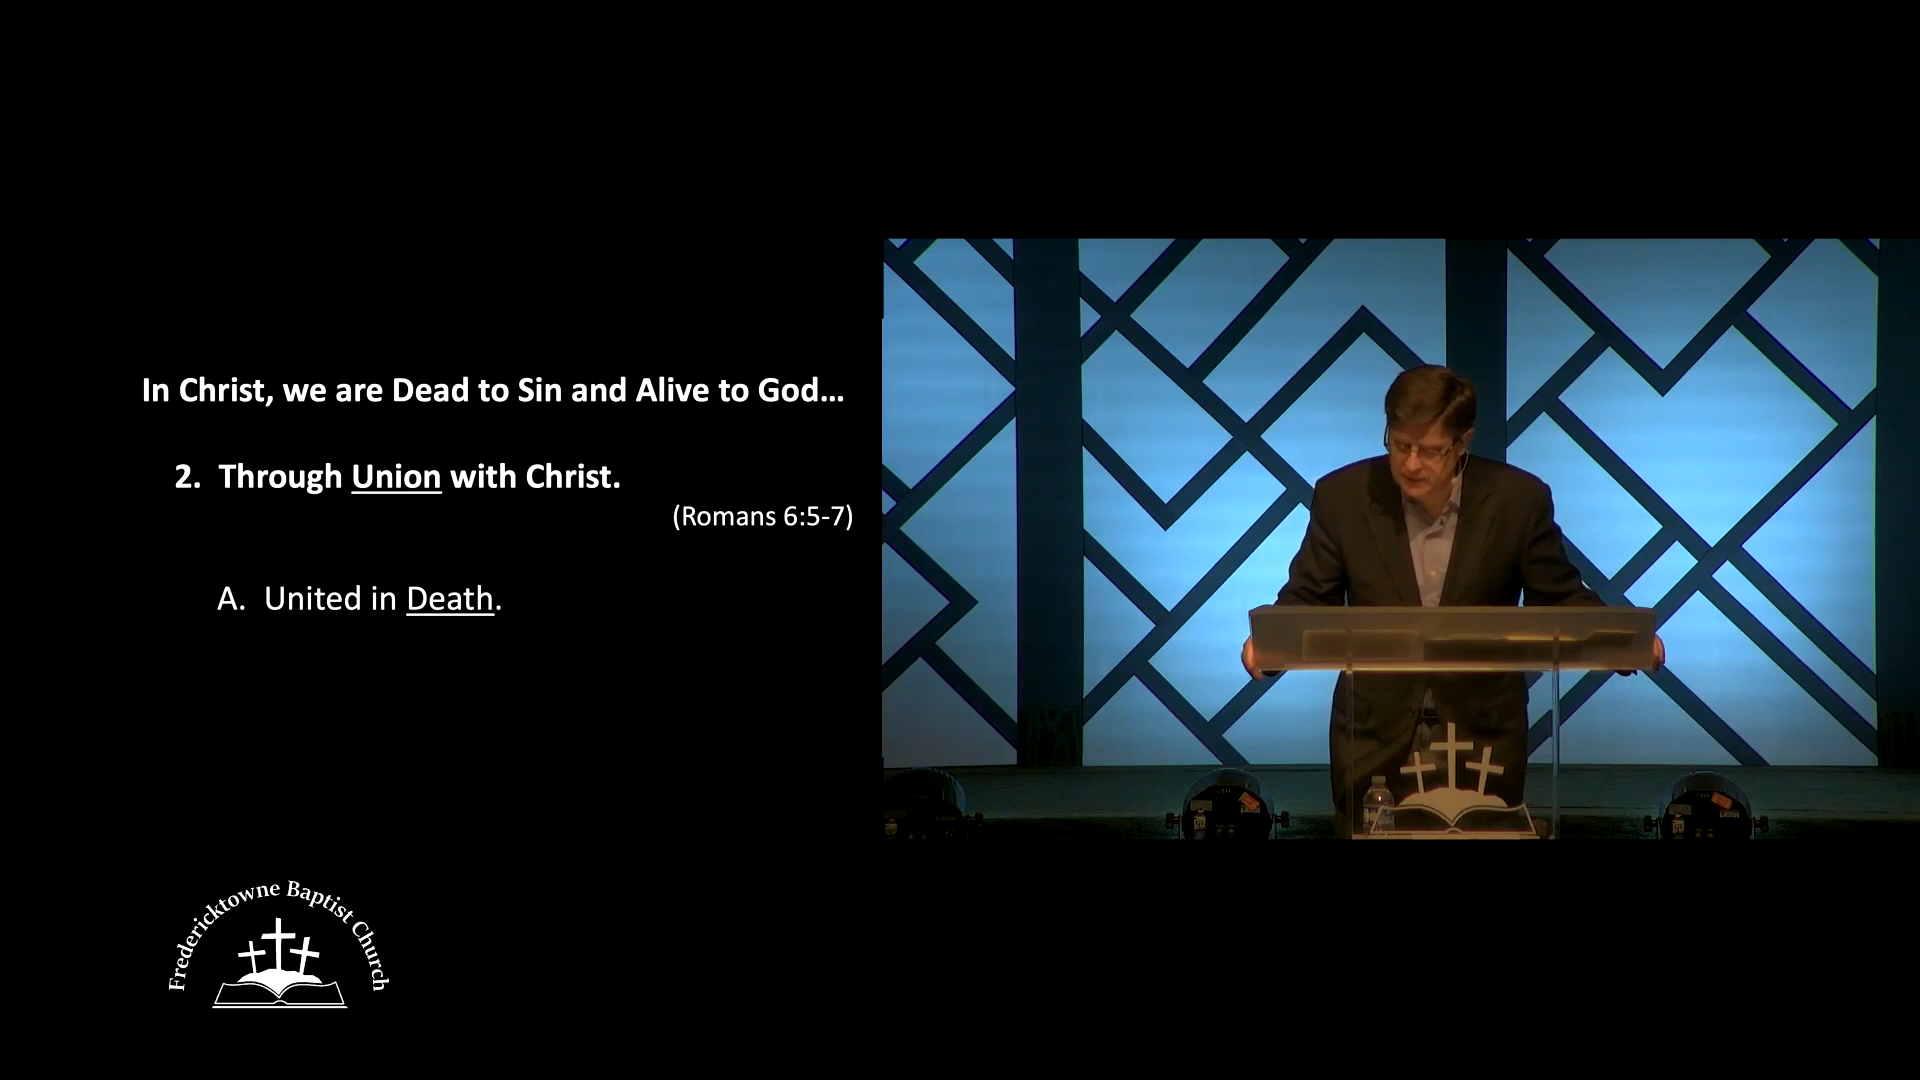 In Christ, we are Dead to Sin and Alive to God...
2. Through Union with Christ.
(Romans 6:5-7)
A. United in Death.
Fredericktowne Baptist Church